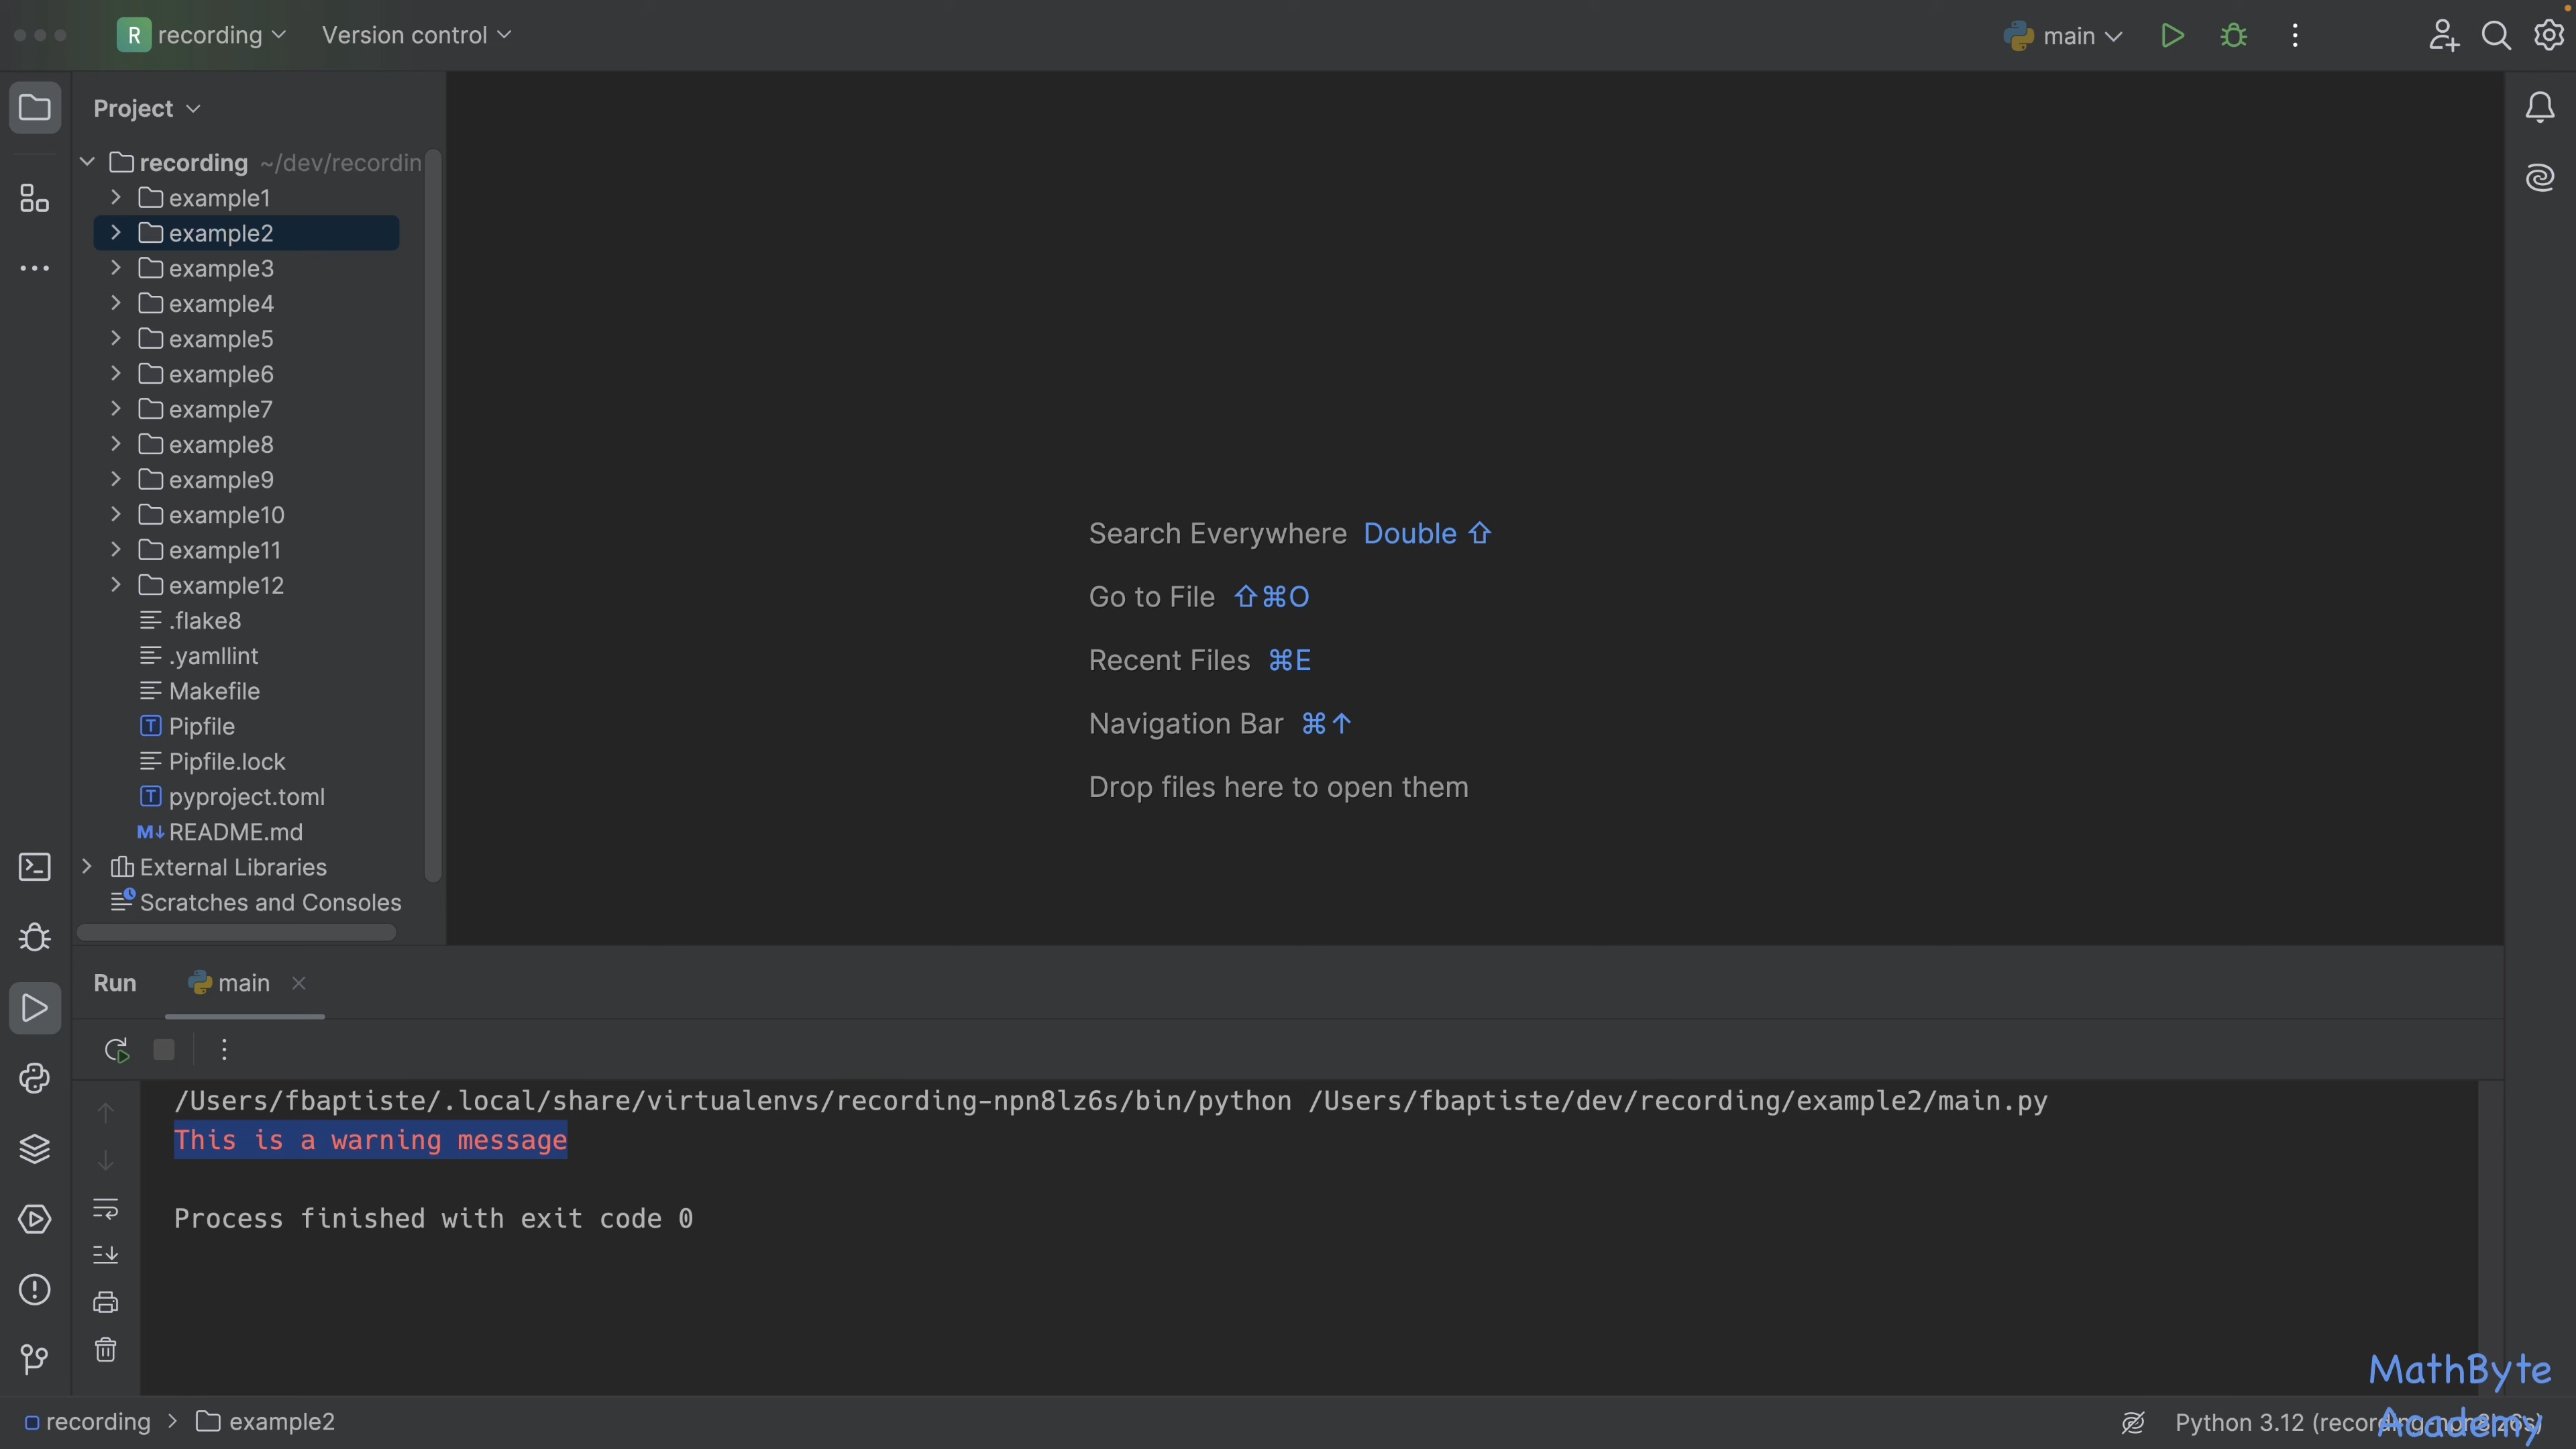 R recording Version control main
Project
recording ~/dev/recordin
example1
example2
example3
example4
example5
example6
example7
example8
example9
example10
example11
example12
.flake8
.yamllint
Makefile
T Pipfile
Pipfile.lock
T pyproject.toml
M↓ README.md
External Libraries
Scratches and Consoles
Search Everywhere Double ⇧
Go to File ⇧⌘O
Recent Files ⌘E
Navigation Bar ⌘↑
Drop files here to open them
Run main
/Users/fbaptiste/.local/share/virtualenvs/recording-npn8lz6s/bin/python /Users/fbaptiste/dev/recording/example2/main.py
This is a warning message
Process finished with exit code 0
MathByte
Academy
recording > example2
Python 3.12 (recording-npn8lz6s)